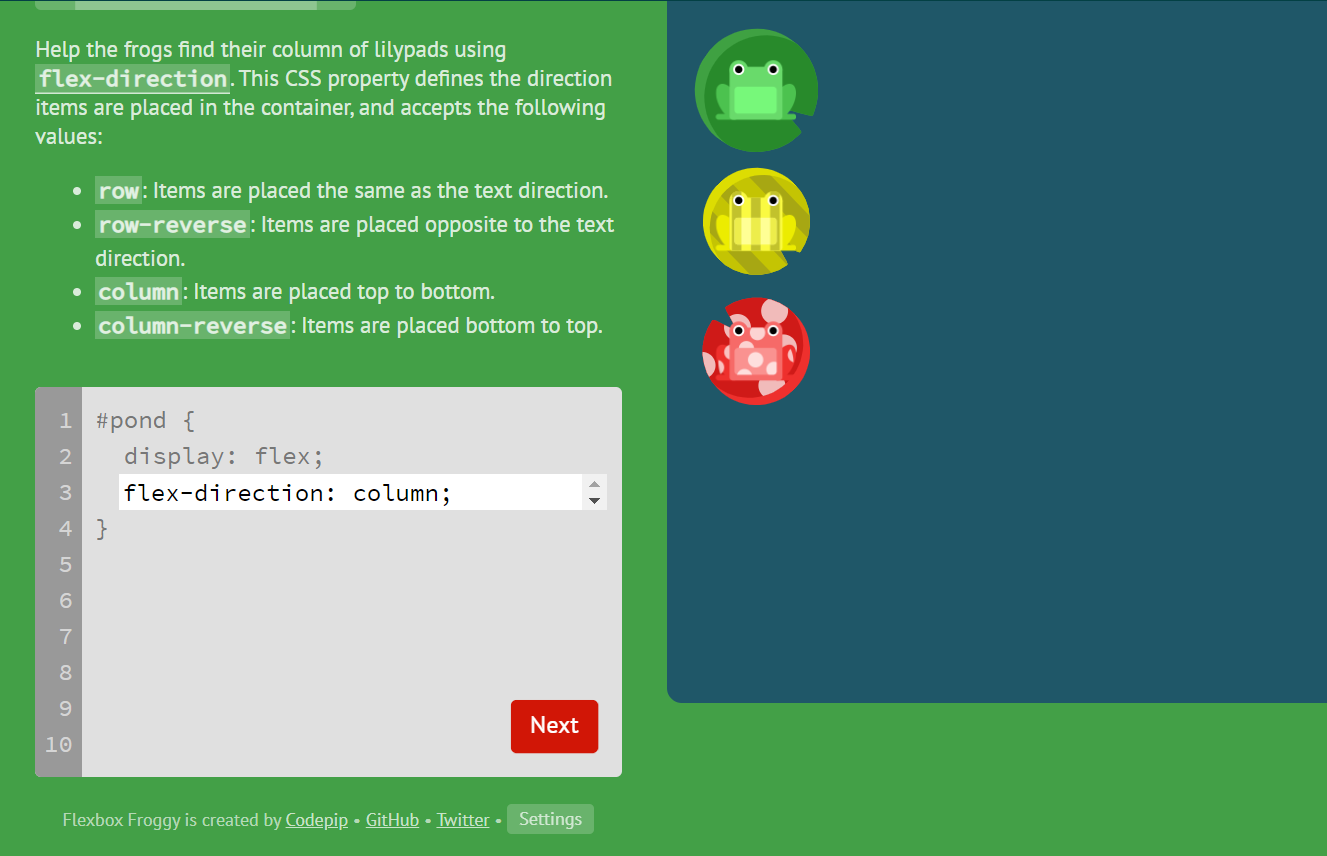 Help the frogs find their column of lilypads using
flex-direction. This CSS property defines the direction
items are placed in the container, and accepts the following
values:
• row: Items are placed the same as the text direction.
• row-reverse: Items are placed opposite to the text
direction.
• column: Items are placed top to bottom.
• column-reverse: Items are placed bottom to top.
1 #pond {
2 display: flex;
3 flex-direction: column;
4 }
5
6
7
8
9
10
Next
Flexbox Froggy is created by Codepip • GitHub • Twitter • Settings